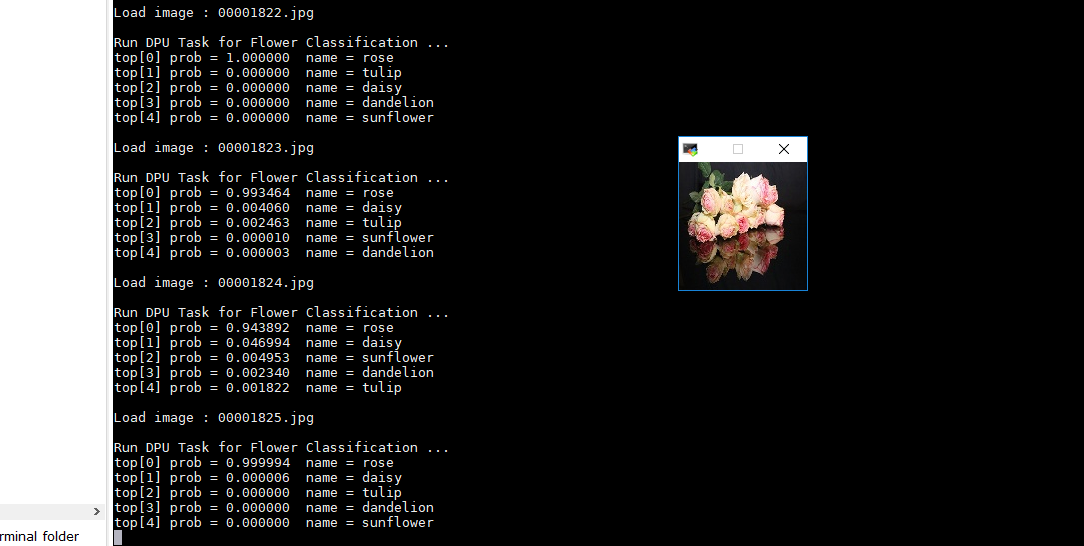 Load image : 00001822.jpg
Run DPU Task for Flower Classification ...
top[0] prob = 1.000000  name = rose
top[1] prob = 0.000000  name = tulip
top[2] prob = 0.000000  name = daisy
top[3] prob = 0.000000  name = dandelion
top[4] prob = 0.000000  name = sunflower
Load image : 00001823.jpg
Run DPU Task for Flower Classification ...
top[0] prob = 0.993464  name = rose
top[1] prob = 0.004060  name = daisy
top[2] prob = 0.002463  name = tulip
top[3] prob = 0.000010  name = sunflower
top[4] prob = 0.000003  name = dandelion
Load image : 00001824.jpg
Run DPU Task for Flower Classification ...
top[0] prob = 0.943892  name = rose
top[1] prob = 0.046994  name = daisy
top[2] prob = 0.004953  name = sunflower
top[3] prob = 0.002340  name = dandelion
top[4] prob = 0.001822  name = tulip
Load image : 00001825.jpg
Run DPU Task for Flower Classification ...
top[0] prob = 0.999994  name = rose
top[1] prob = 0.000006  name = daisy
top[2] prob = 0.000000  name = tulip
top[3] prob = 0.000000  name = dandelion
top[4] prob = 0.000000  name = sunflower
rminal folder